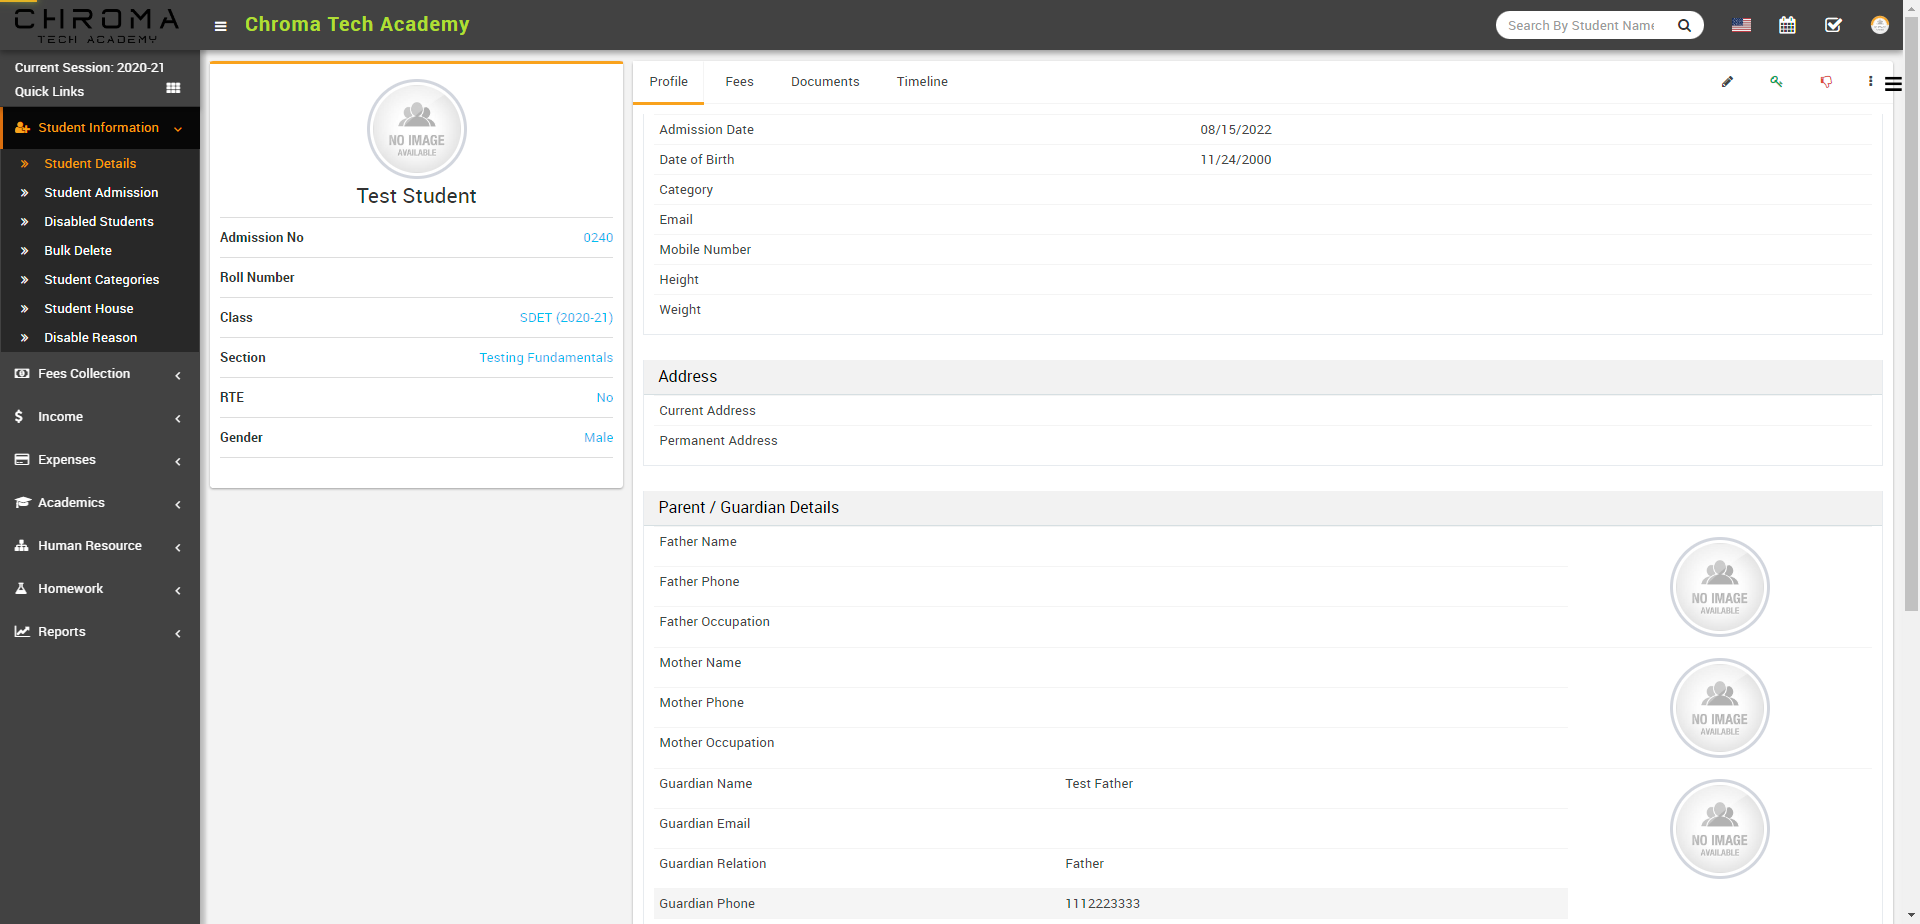 CHROMA
TECH ACADEMY
Chroma Tech Academy
Search By Student Name
Current Session: 2020-21
Quick Links
Student Information
Student Details
Student Admission
Disabled Students
Bulk Delete
Student Categories
Student House
Disable Reason
Fees Collection
Income
Expenses
Academics
Human Resource
Homework
Reports
NO IMAGE
AVAILABLE
Test Student
Admission No 0240
Roll Number
Class SDET (2020-21)
Section Testing Fundamentals
RTE No
Gender Male
Profile Fees Documents Timeline
Admission Date 08/15/2022
Date of Birth 11/24/2000
Category
Email
Mobile Number
Height
Weight
Address
Current Address
Permanent Address
Parent / Guardian Details
Father Name
Father Phone
Father Occupation
NO IMAGE
AVAILABLE
Mother Name
Mother Phone
Mother Occupation
NO IMAGE
AVAILABLE
Guardian Name Test Father
Guardian Email
Guardian Relation Father
Guardian Phone 1112223333
NO IMAGE
AVAILABLE